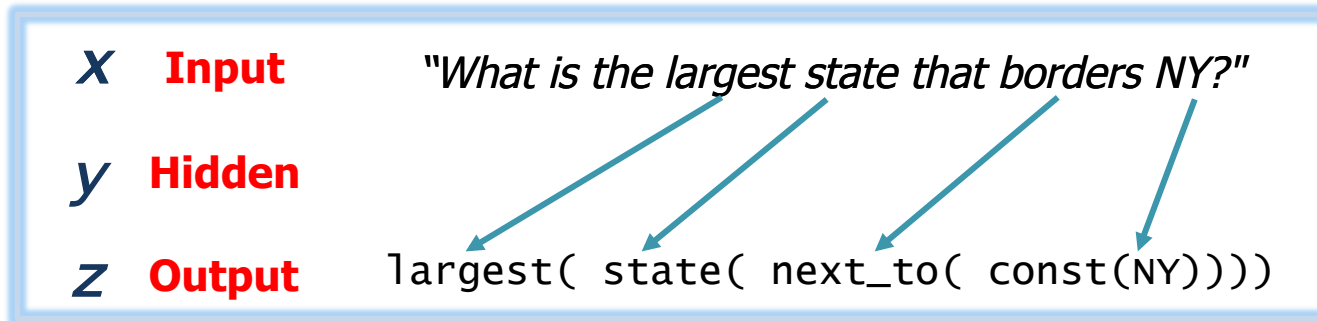 x Input “What is the largest state that borders NY?"
y Hidden
z Output largest( state( next_to( const(NY))))